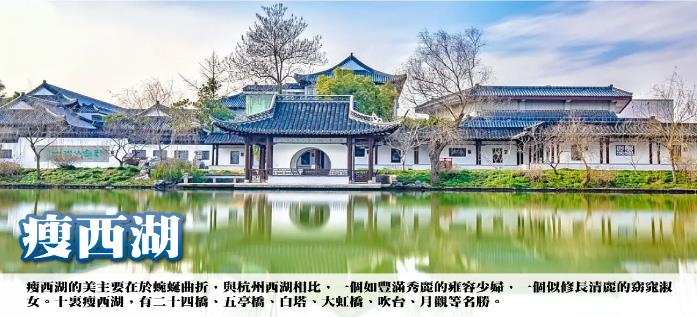 瘦西湖
瘦西湖的美主要在於蜿蜒曲折，與杭州西湖相比，一個如豐滿秀麗的雍容少婦，一個似修長清麗的窈窕淑
女。十裏瘦西湖，有二十四橋、五亭橋、白塔、大虹橋、吹台、月觀等名勝。